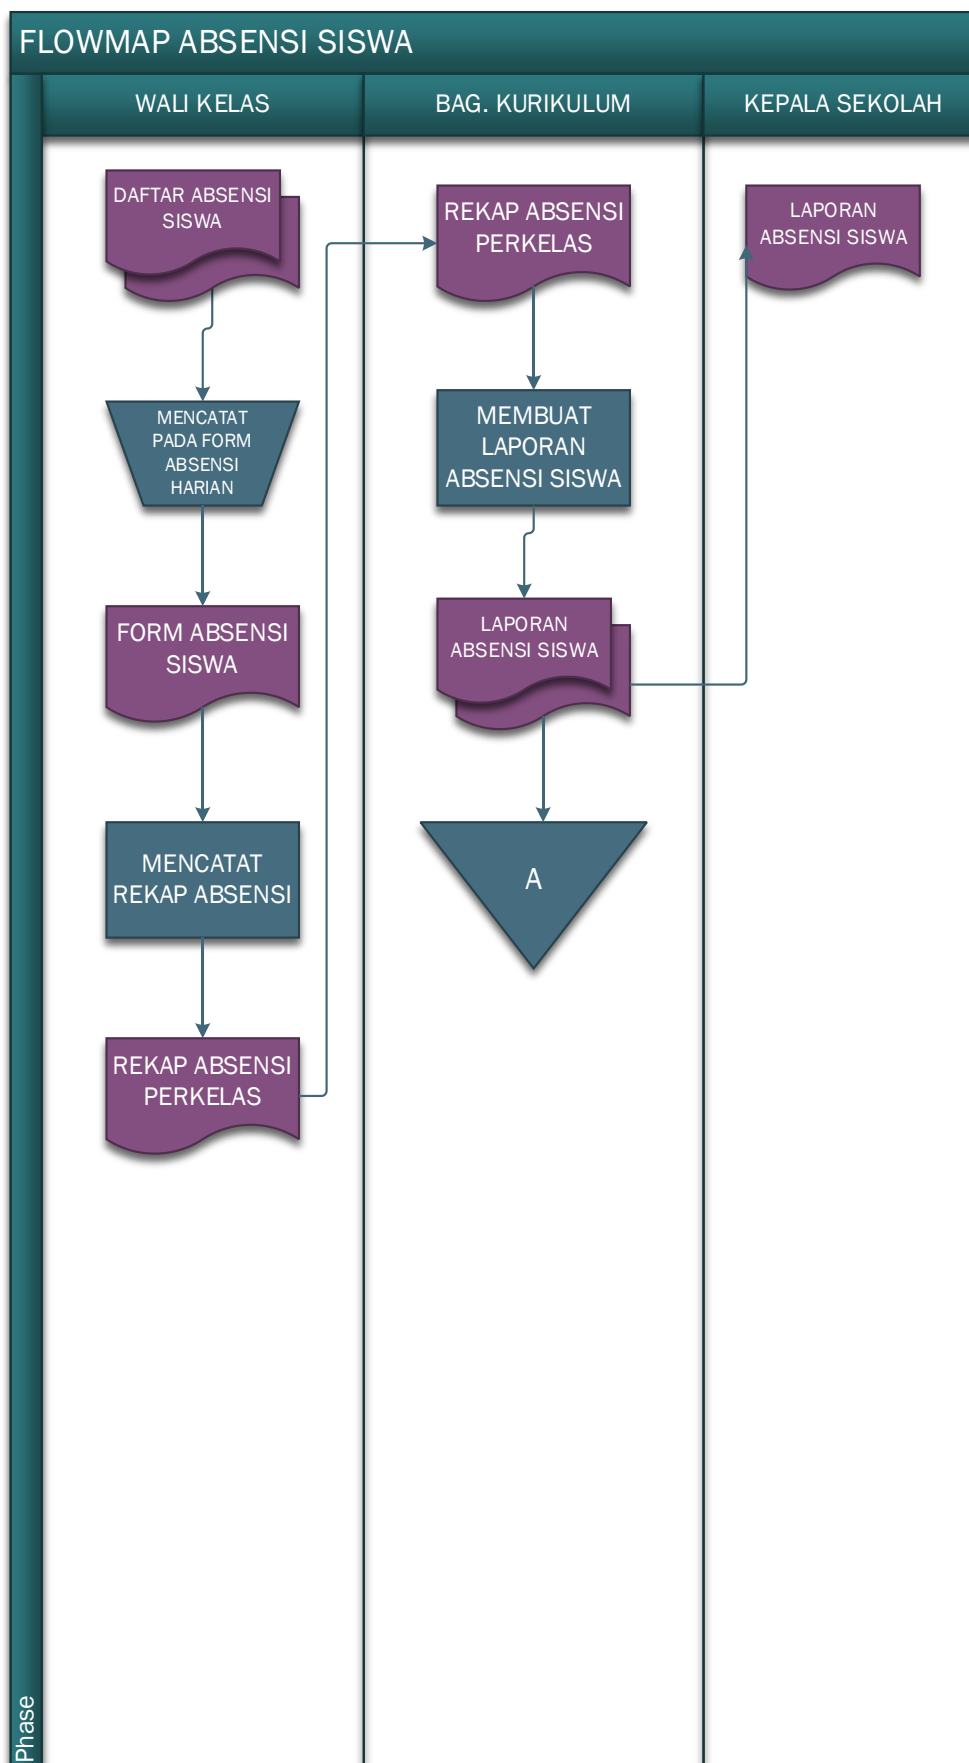 FLOWMAP ABSENSI SISWA
WALI KELAS
BAG. KURIKULUM
KEPALA SEKOLAH
DAFTAR ABSENSI
SISWA
MENCATAT
PADA FORM
ABSENSI
HARIAN
FORM ABSENSI
SISWA
MENCATAT
REKAP ABSENSI
REKAP ABSENSI
PERKELAS
REKAP ABSENSI
PERKELAS
MEMBUAT
LAPORAN
ABSENSI SISWA
LAPORAN
ABSENSI SISWA
A
LAPORAN
ABSENSI SISWA
Phase